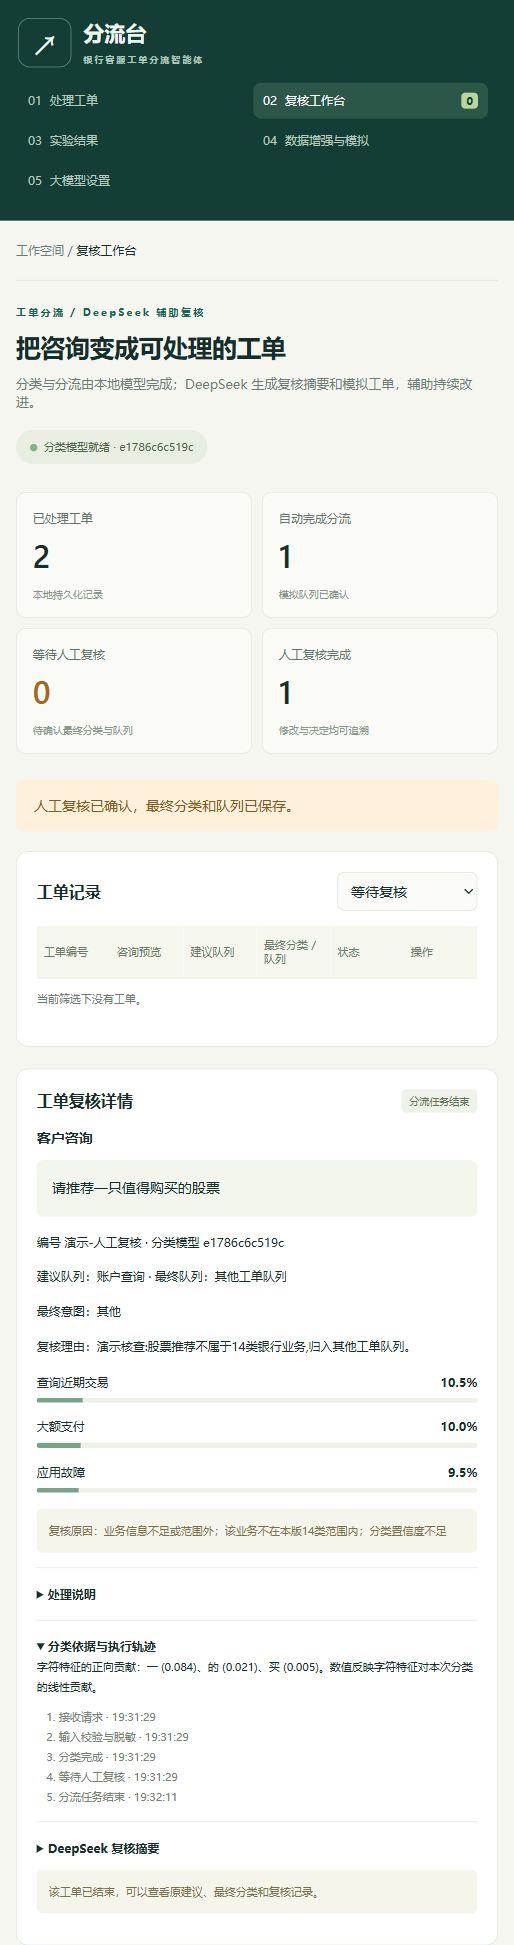 分流台
银行客服工单分流智能体
01 处理工单
02 复核工作台 0
03 实验结果
04 数据增强与模拟
05 大模型设置
工作空间 / 复核工作台
工单分流 / DeepSeek 辅助复核
把咨询变成可处理的工单
分类与分流由本地模型完成；DeepSeek 生成复核摘要和模拟工单，辅助持续改
进。
分类模型就绪 · e1786c6c519c
已处理工单
2
本地持久化记录
自动完成分流
1
模拟队列已确认
等待人工复核
0
待确认最终分类与队列
人工复核完成
1
修改与决定均可追溯
人工复核已确认，最终分类和队列已保存。
工单记录
等待复核
工单编号 咨询预览 建议队列 最终分类 / 队列 状态 操作
当前筛选下没有工单。
工单复核详情
分流任务结束
客户咨询
请推荐一只值得购买的股票
编号 演示-人工复核 · 分类模型 e1786c6c519c
建议队列：账户查询 · 最终队列：其他工单队列
最终意图：其他
复核理由：演示核查:股票推荐不属于14类银行业务,归入其他工单队列。
查询近期交易 10.5%
大额支付 10.0%
应用故障 9.5%
复核原因：业务信息不足或范围外；该业务不在本版14类范围内；分类置信度不足
处理说明
分类依据与执行轨迹
字符特征的正向贡献：一 (0.084)、的 (0.021)、买 (0.005)。数值反映字符特征对本次分类
的线性贡献。
1. 接收请求 · 19:31:29
2. 输入校验与脱敏 · 19:31:29
3. 分类完成 · 19:31:29
4. 等待人工复核 · 19:31:29
5. 分流任务结束 · 19:32:11
DeepSeek 复核摘要
该工单已结束，可以查看原建议、最终分类和复核记录。